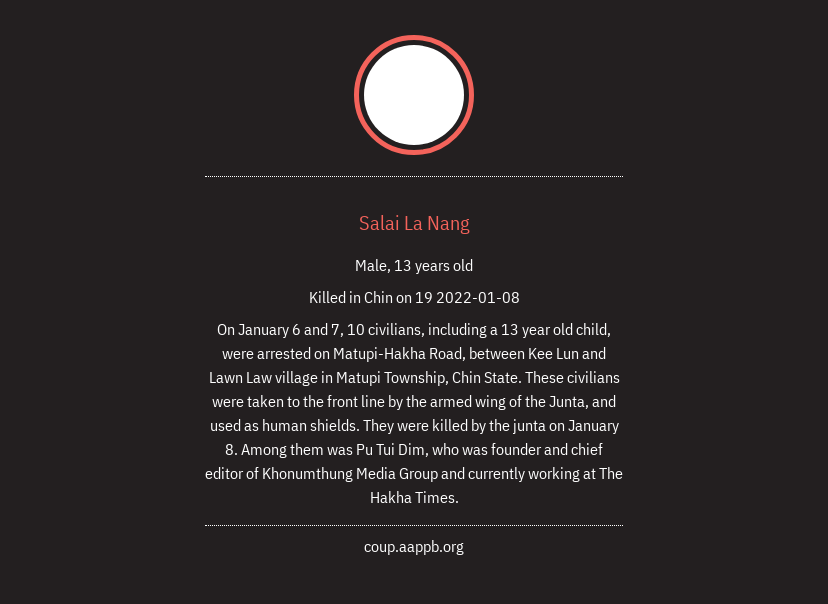 Salai La Nang
Male, 13 years old
Killed in Chin on 19 2022-01-08
On January 6 and 7, 10 civilians, including a 13 year old child,
were arrested on Matupi-Hakha Road, between Kee Lun and
Lawn Law village in Matupi Township, Chin State. These civilians
were taken to the front line by the armed wing of the Junta, and
used as human shields. They were killed by the junta on January
8. Among them was Pu Tui Dim, who was founder and chief
editor of Khonumthung Media Group and currently working at The
Hakha Times.
coup.aappb.org